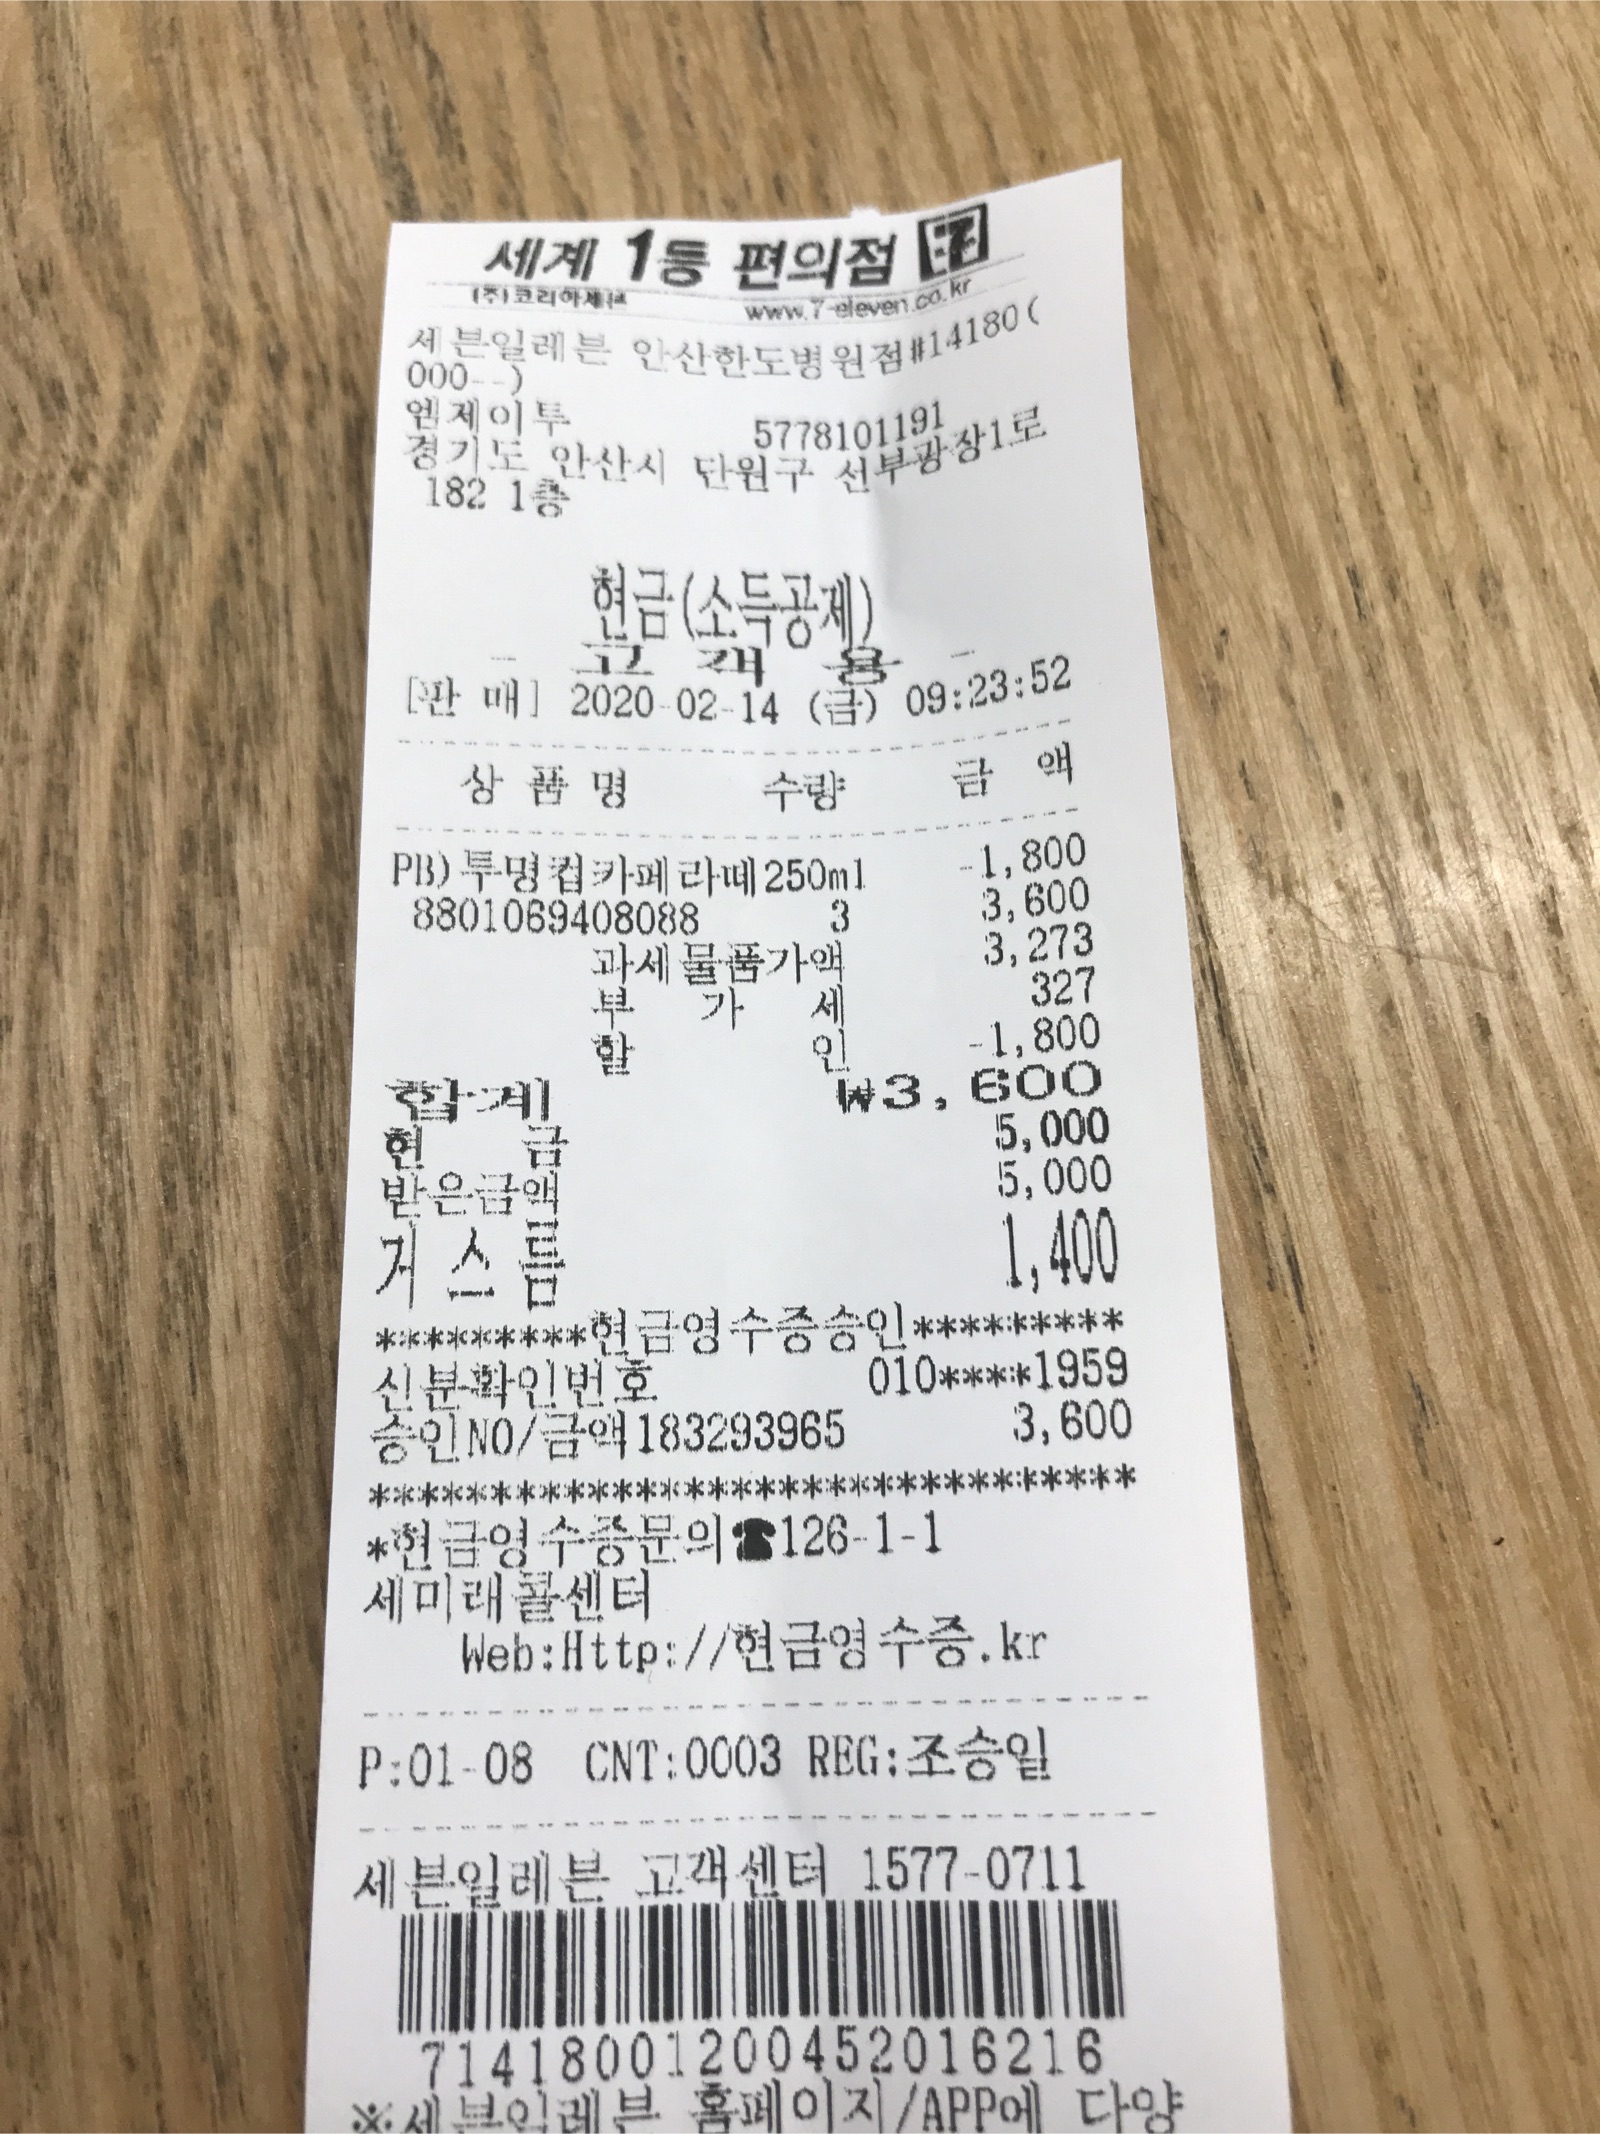 세계 1등 편의점
(주)코리아세븐 www.7-eleven.co.kr
세븐일레븐 안산한도병원점#14180(
000--)
엠제이투 5778101191
경기도 안산시 단원구 선부광장1로
182 1층
현금(소득공제)
고 객 용
[판 매] 2020-02-14 (금) 09:23:52
상 품 명 수량 금 액
PB)투명컵카페라떼250ml -1,800
8801069408088 3 3,600
과세물품가액 3,273
부 가 세 327
할 인 -1,800
합계 ₩3,600
현 금 5,000
받은금액 5,000
거 스 름 1,400
*********현금영수증승인*********
신분확인번호 010****1959
승인NO/금액183293965 3,600
********************************
*현금영수증문의☎126-1-1
세미래콜센터
Web:Http://현금영수증.kr
P:01-08 CNT:0003 REG:조승일
세븐일레븐 고객센터 1577-0711
71418001200452016216
※세븐일레븐 홈페이지/APP에 다양